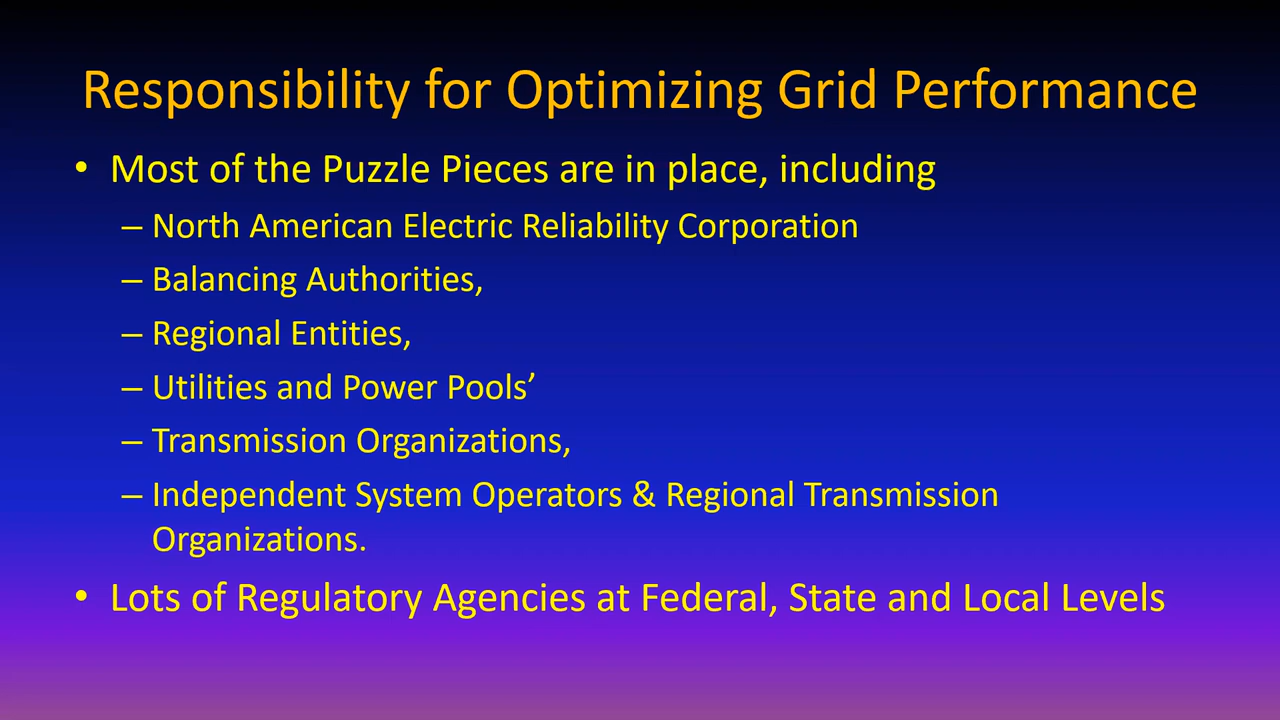 Responsibility for Optimizing Grid Performance
• Most of the Puzzle Pieces are in place, including
– North American Electric Reliability Corporation
– Balancing Authorities,
– Regional Entities,
– Utilities and Power Pools’
– Transmission Organizations,
– Independent System Operators & Regional Transmission
Organizations.
• Lots of Regulatory Agencies at Federal, State and Local Levels